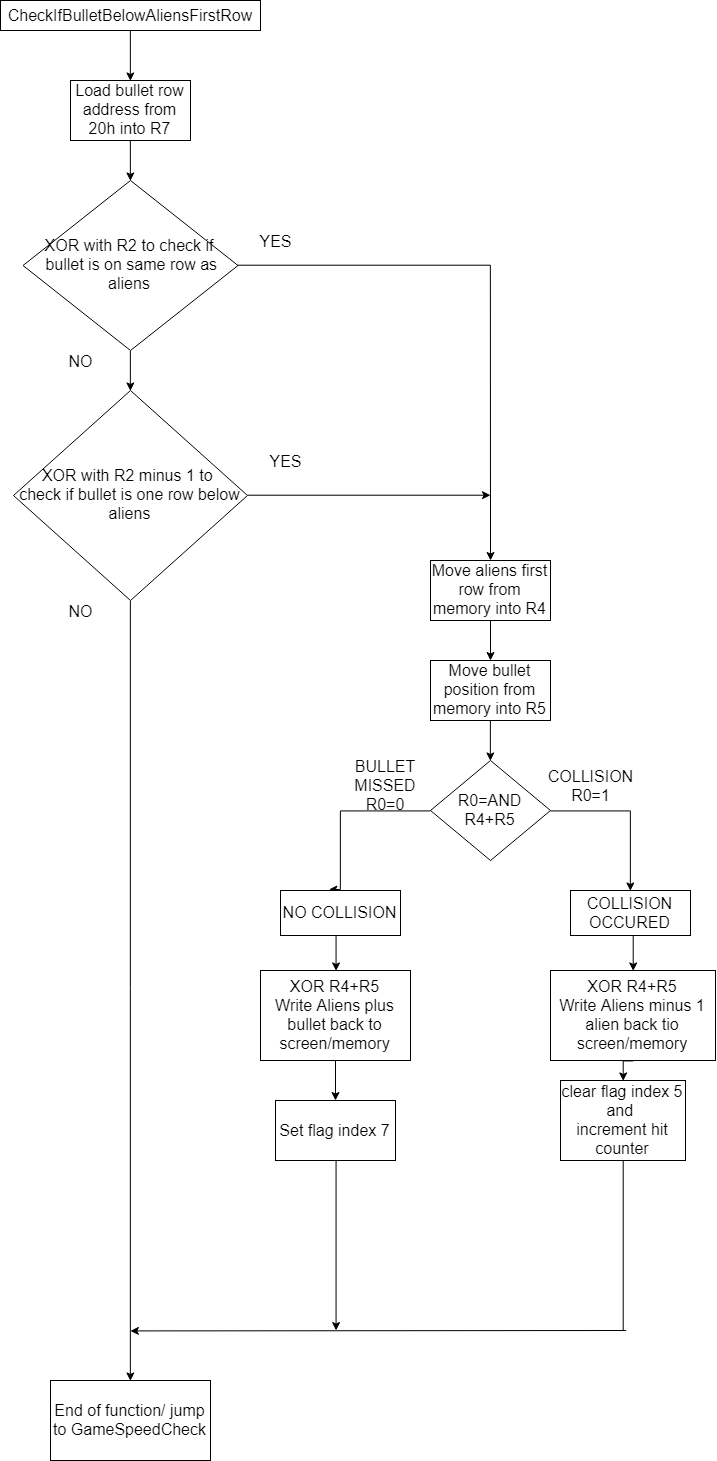 CheckIfBulletBelowAliensFirstRow
Load bullet row
address from
20h into R7
XOR with R2 to check if
bullet is on same row as
aliens
YES
NO
XOR with R2 minus 1 to
check if bullet is one row below
aliens
YES
NO
Move aliens first
row from
memory into R4
Move bullet
position from
memory into R5
BULLET
MISSED
R0=0
R0=AND
R4+R5
COLLISION
R0=1
NO COLLISION
COLLISION
OCCURED
XOR R4+R5
Write Aliens plus
bullet back to
screen/memory
XOR R4+R5
Write Aliens minus 1
alien back tio
screen/memory
Set flag index 7
clear flag index 5
and
increment hit
counter
End of function/ jump
to GameSpeedCheck